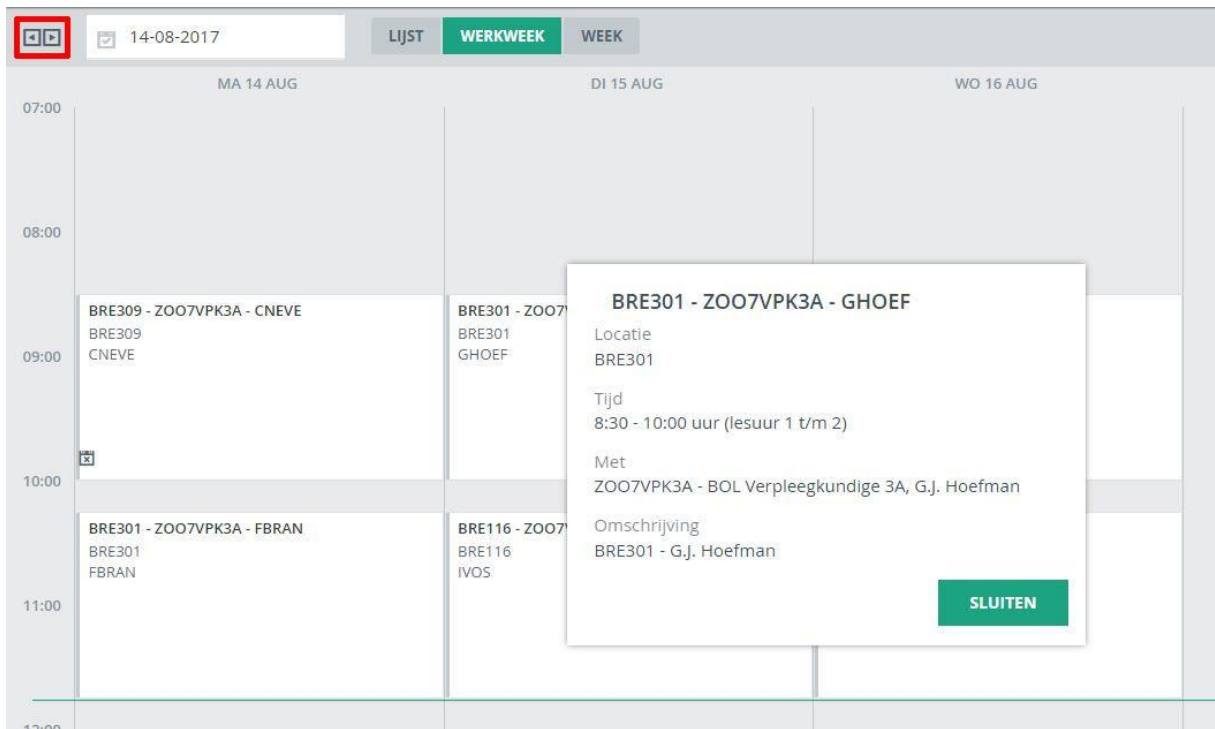 14-08-2017 LIJST WERKWEEK WEEK
MA 14 AUG DI 15 AUG WO 16 AUG
07:00
08:00
BRE309 - ZOO7VPK3A - CNEVE
BRE309
CNEVE
09:00
10:00
BRE301 - ZOO7VPK3A - FBRAN
BRE301
FBRAN
11:00
BRE301 - ZOO7
BRE301
GHOEF
BRE116 - ZOO7
BRE116
IVOS
BRE301 - ZOO7VPK3A - GHOEF
Locatie
BRE301
Tijd
8:30 - 10:00 uur (lesuur 1 t/m 2)
Met
ZOO7VPK3A - BOL Verpleegkundige 3A, G.J. Hoefman
Omschrijving
BRE301 - G.J. Hoefman
SLUITEN